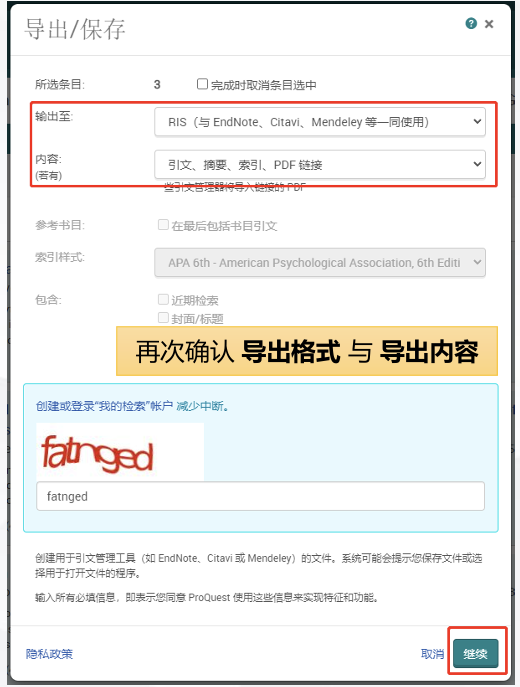 导出/保存
所选条目: 3 完成时取消条目选中
输出至: RIS（与 EndNote、Citavi、Mendeley 等一同使用）
内容: 引文、摘要、索引、PDF 链接
(若有)
一些引文管理器将导入链接的 PDF
参考书目: 在最后包括书目引文
索引样式: APA 6th - American Psychological Association, 6th Editi
包含: 近期检索
封面/标题
再次确认 导出格式 与 导出内容
创建或登录“我的检索”帐户 减少中断。
fatnged
fatnged
创建用于引文管理工具（如 EndNote、Citavi 或 Mendeley）的文件。系统可能会提示您保存文件或选
择用于打开文件的程序。
输入所有必填信息，即表示您同意 ProQuest 使用这些信息来实现特征和功能。
隐私政策 取消 继续